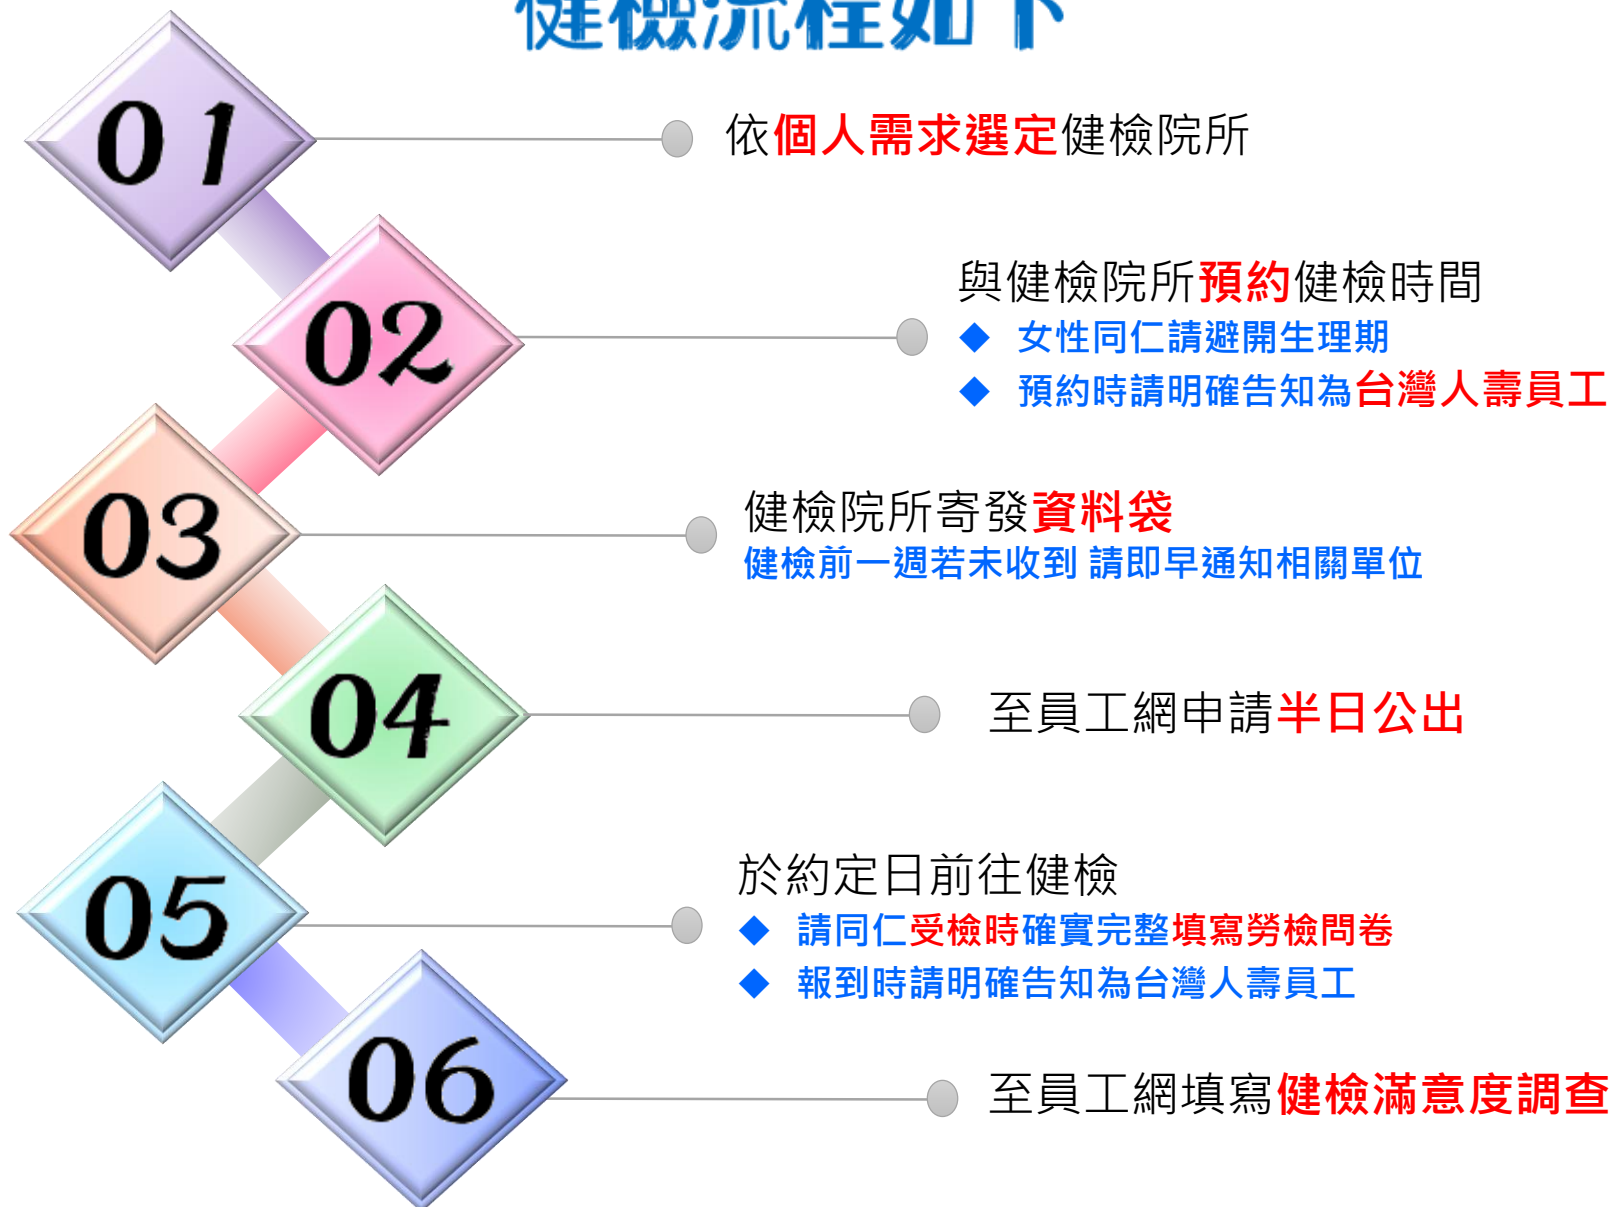 健檢流程如下
01
依個人需求選定健檢院所
02
與健檢院所預約健檢時間
◆ 女性同仁請避開生理期
◆ 預約時請明確告知為台灣人壽員工
03
健檢院所寄發資料袋
健檢前一週若未收到 請即早通知相關單位
04
至員工網申請半日公出
05
於約定日前往健檢
◆ 請同仁受檢時確實完整填寫勞檢問卷
◆ 報到時請明確告知為台灣人壽員工
06
至員工網填寫健檢滿意度調查